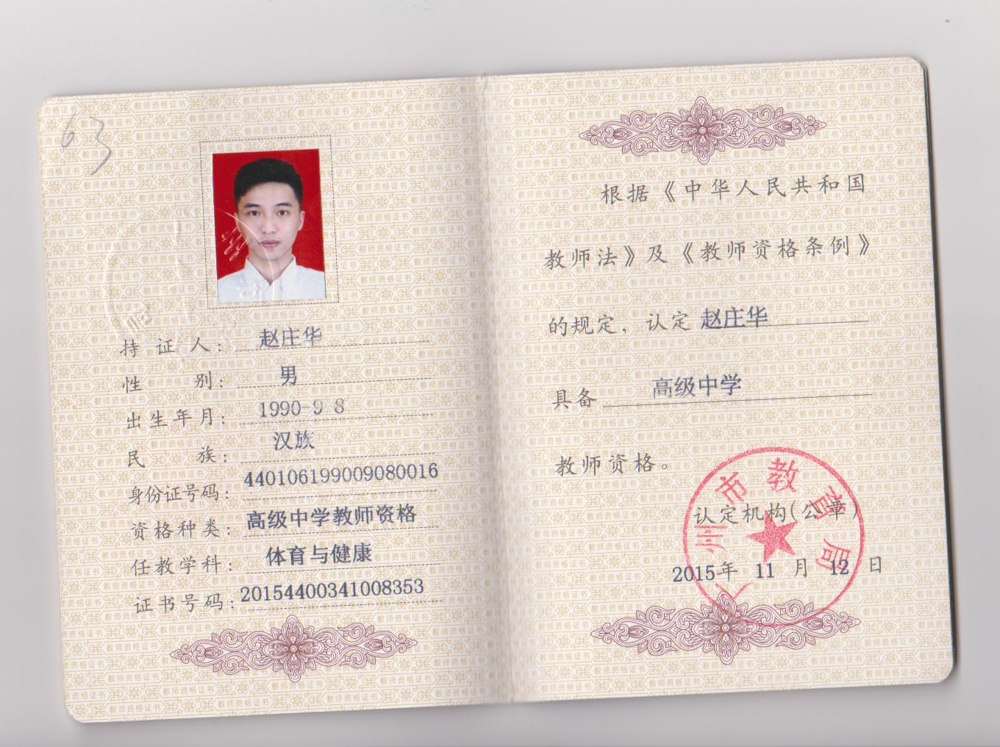 63
持证人：赵庄华
性别：男
出生年月：1990-9 8
民族：汉族
身份证号码：440106199009080016
资格种类：高级中学教师资格
任教学科：体育与健康
证书号码：20154400341008353
根据《中华人民共和国
教师法》及《教师资格条例》
的规定，认定 赵庄华
具备 高级中学
教师资格。
州市教育局
认定机构(公章)
2015年 11 月 12 日